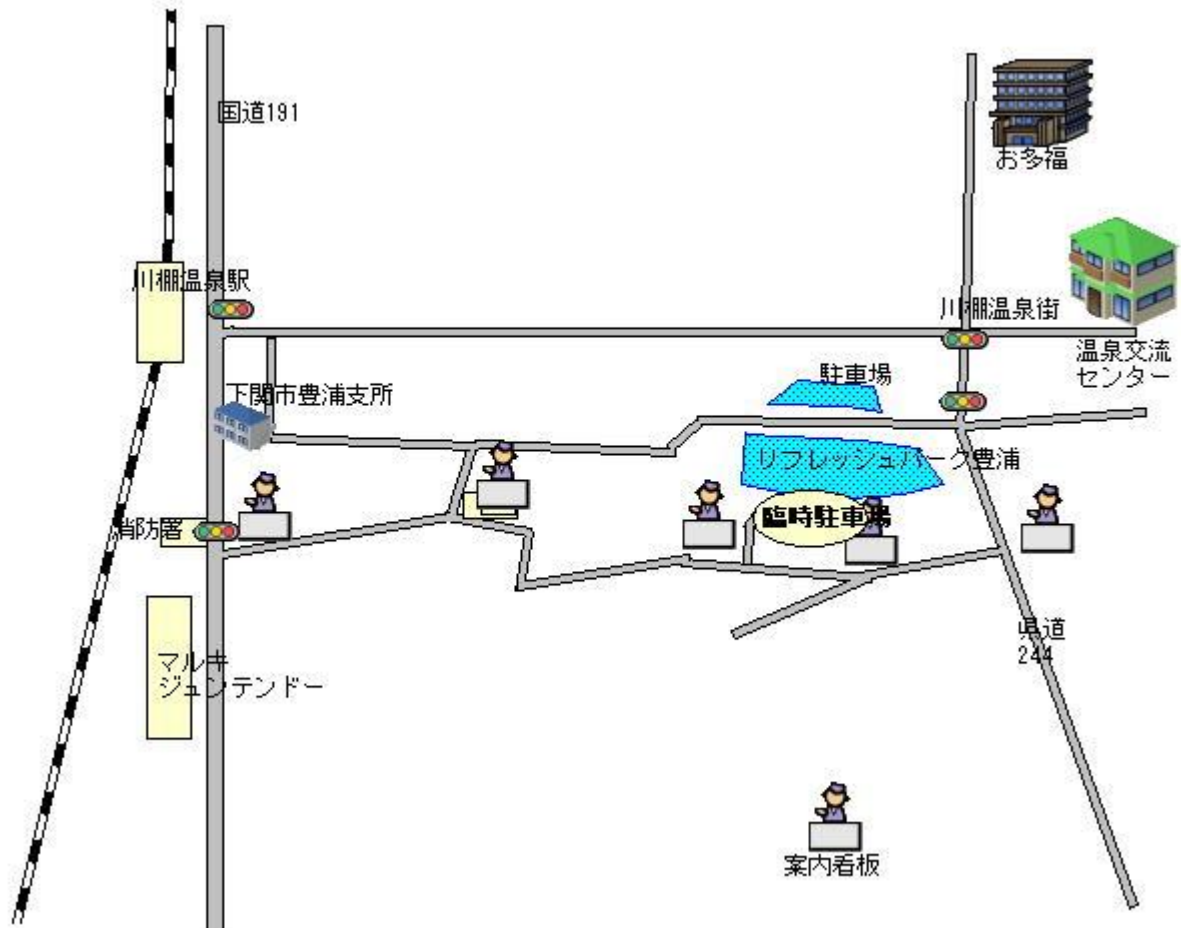 国道191
お多福
川棚温泉駅
川棚温泉街
温泉交流
センター
駐車場
下関市豊浦支所
リフレッシュパーク豊浦
臨時駐車場
消防署
県道
244
マルキ
ジュンテンドー
案内看板